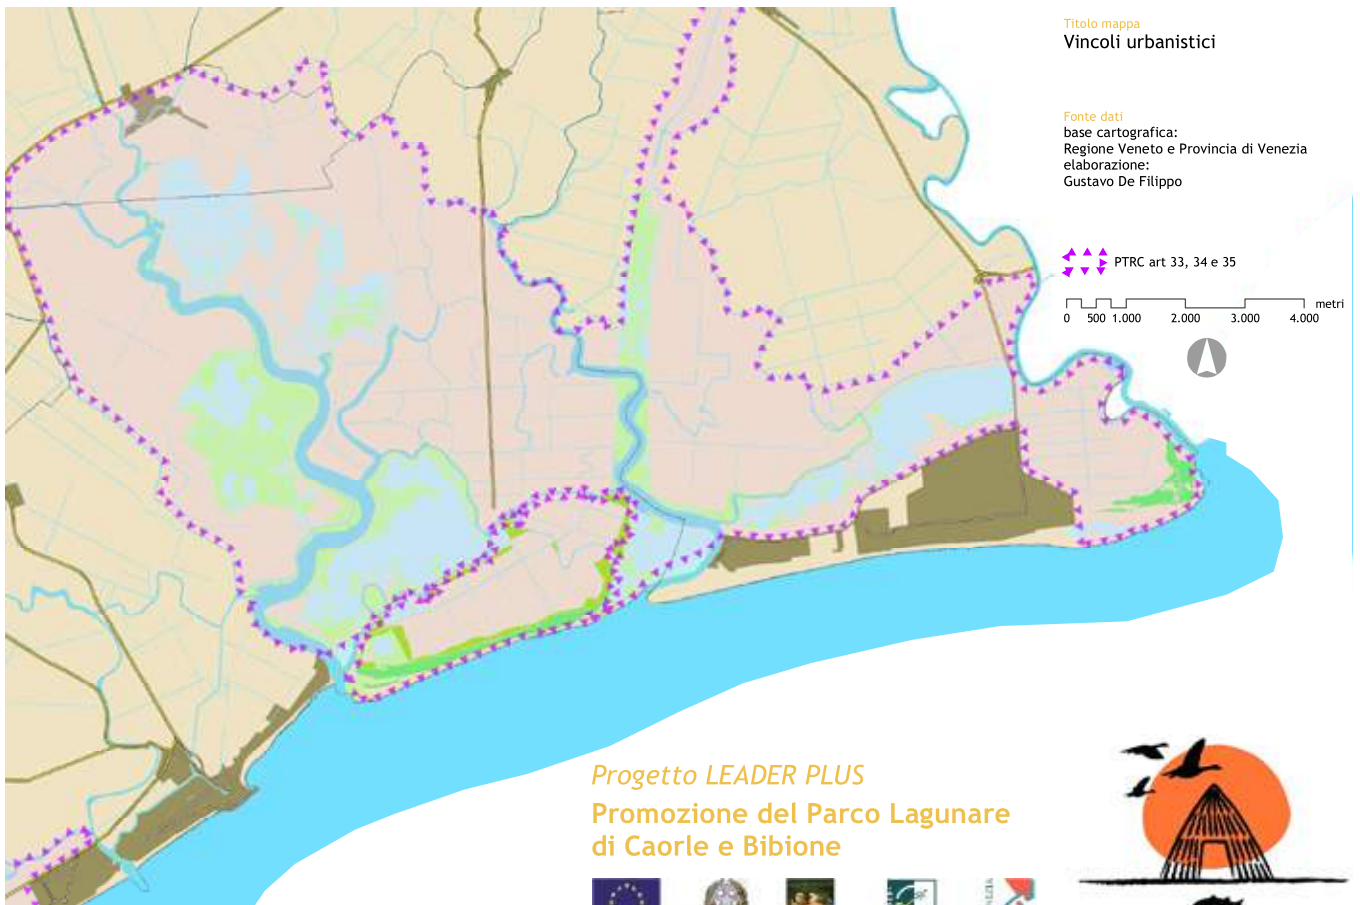 Titolo mappa
Vincoli urbanistici
Fonte dati
base cartografica:
Regione Veneto e Provincia di Venezia
elaborazione:
Gustavo De Filippo
PTRC art 33, 34 e 35
metri
0 500 1.000 2.000 3.000 4.000
Progetto LEADER PLUS
Promozione del Parco Lagunare
di Caorle e Bibione